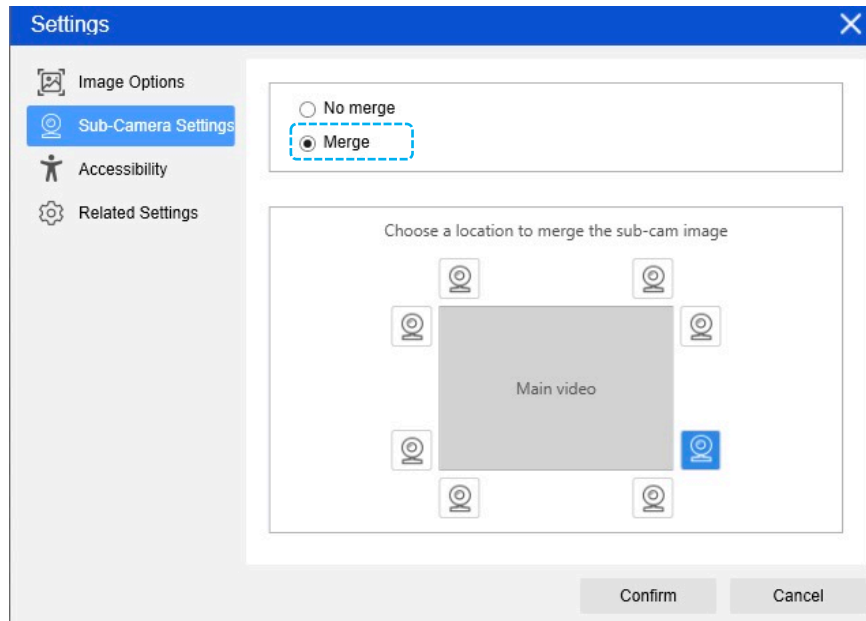 Settings
Image Options
Sub-Camera Settings
Accessibility
Related Settings
No merge
Merge
Choose a location to merge the sub-cam image
Main video
Confirm
Cancel